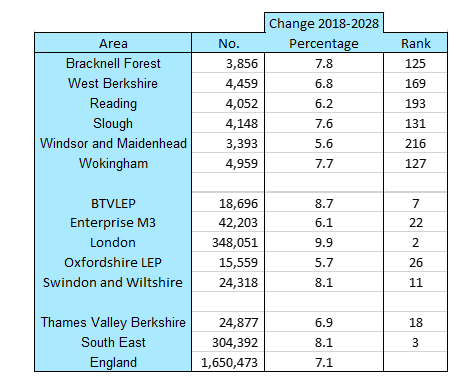 Change 2018-2028
Area No. Percentage Rank
Bracknell Forest 3,856 7.8 125
West Berkshire 4,459 6.8 169
Reading 4,052 6.2 193
Slough 4,148 7.6 131
Windsor and Maidenhead 3,393 5.6 216
Wokingham 4,959 7.7 127
BTVLEP 18,696 8.7 7
Enterprise M3 42,203 6.1 22
London 348,051 9.9 2
Oxfordshire LEP 15,559 5.7 26
Swindon and Wiltshire 24,318 8.1 11
Thames Valley Berkshire 24,877 6.9 18
South East 304,392 8.1 3
England 1,650,473 7.1